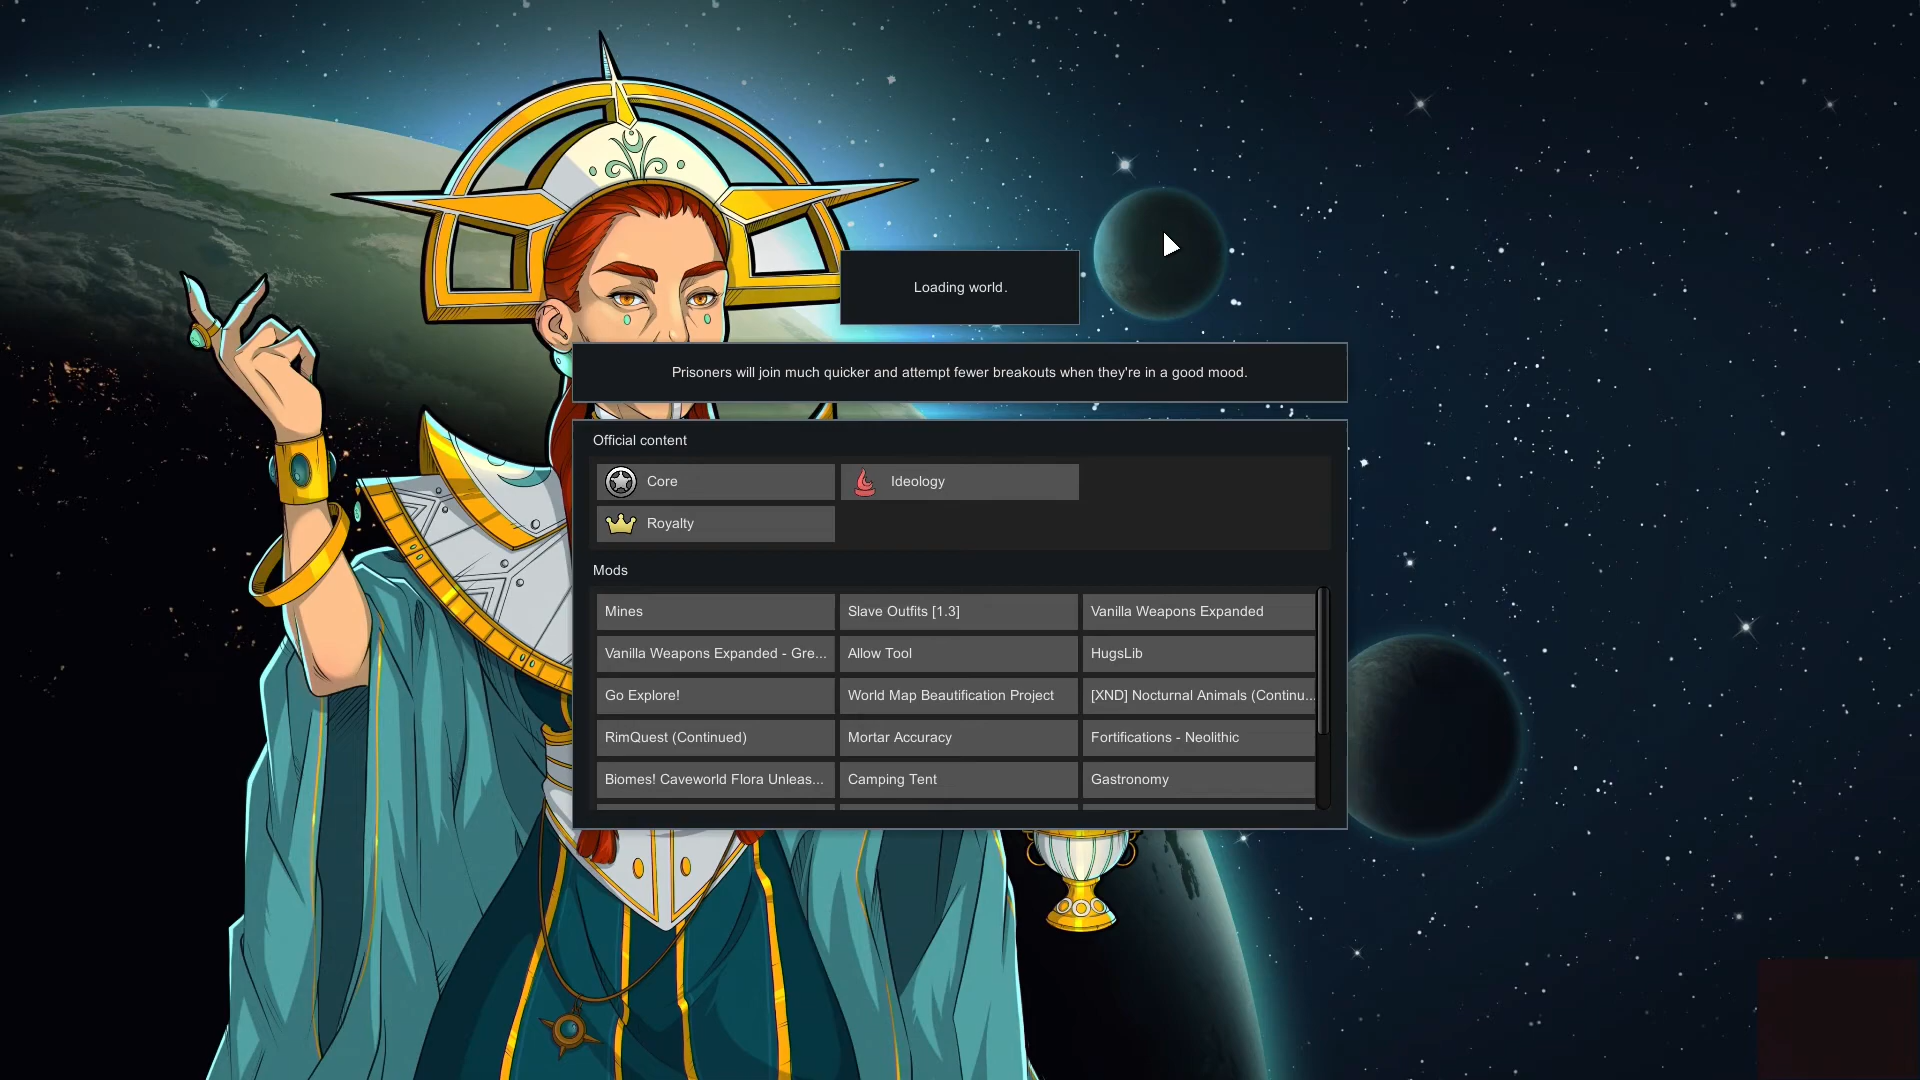 Loading world.
Prisoners will join much quicker and attempt fewer breakouts when they're in a good mood.
Official content
Core
Ideology
Royalty
Mods
Mines
Slave Outfits [1.3]
Vanilla Weapons Expanded
Vanilla Weapons Expanded - Gre...
Allow Tool
HugsLib
Go Explore!
World Map Beautification Project
[XND] Nocturnal Animals (Continu...
RimQuest (Continued)
Mortar Accuracy
Fortifications - Neolithic
Biomes! Caveworld Flora Unleas...
Camping Tent
Gastronomy